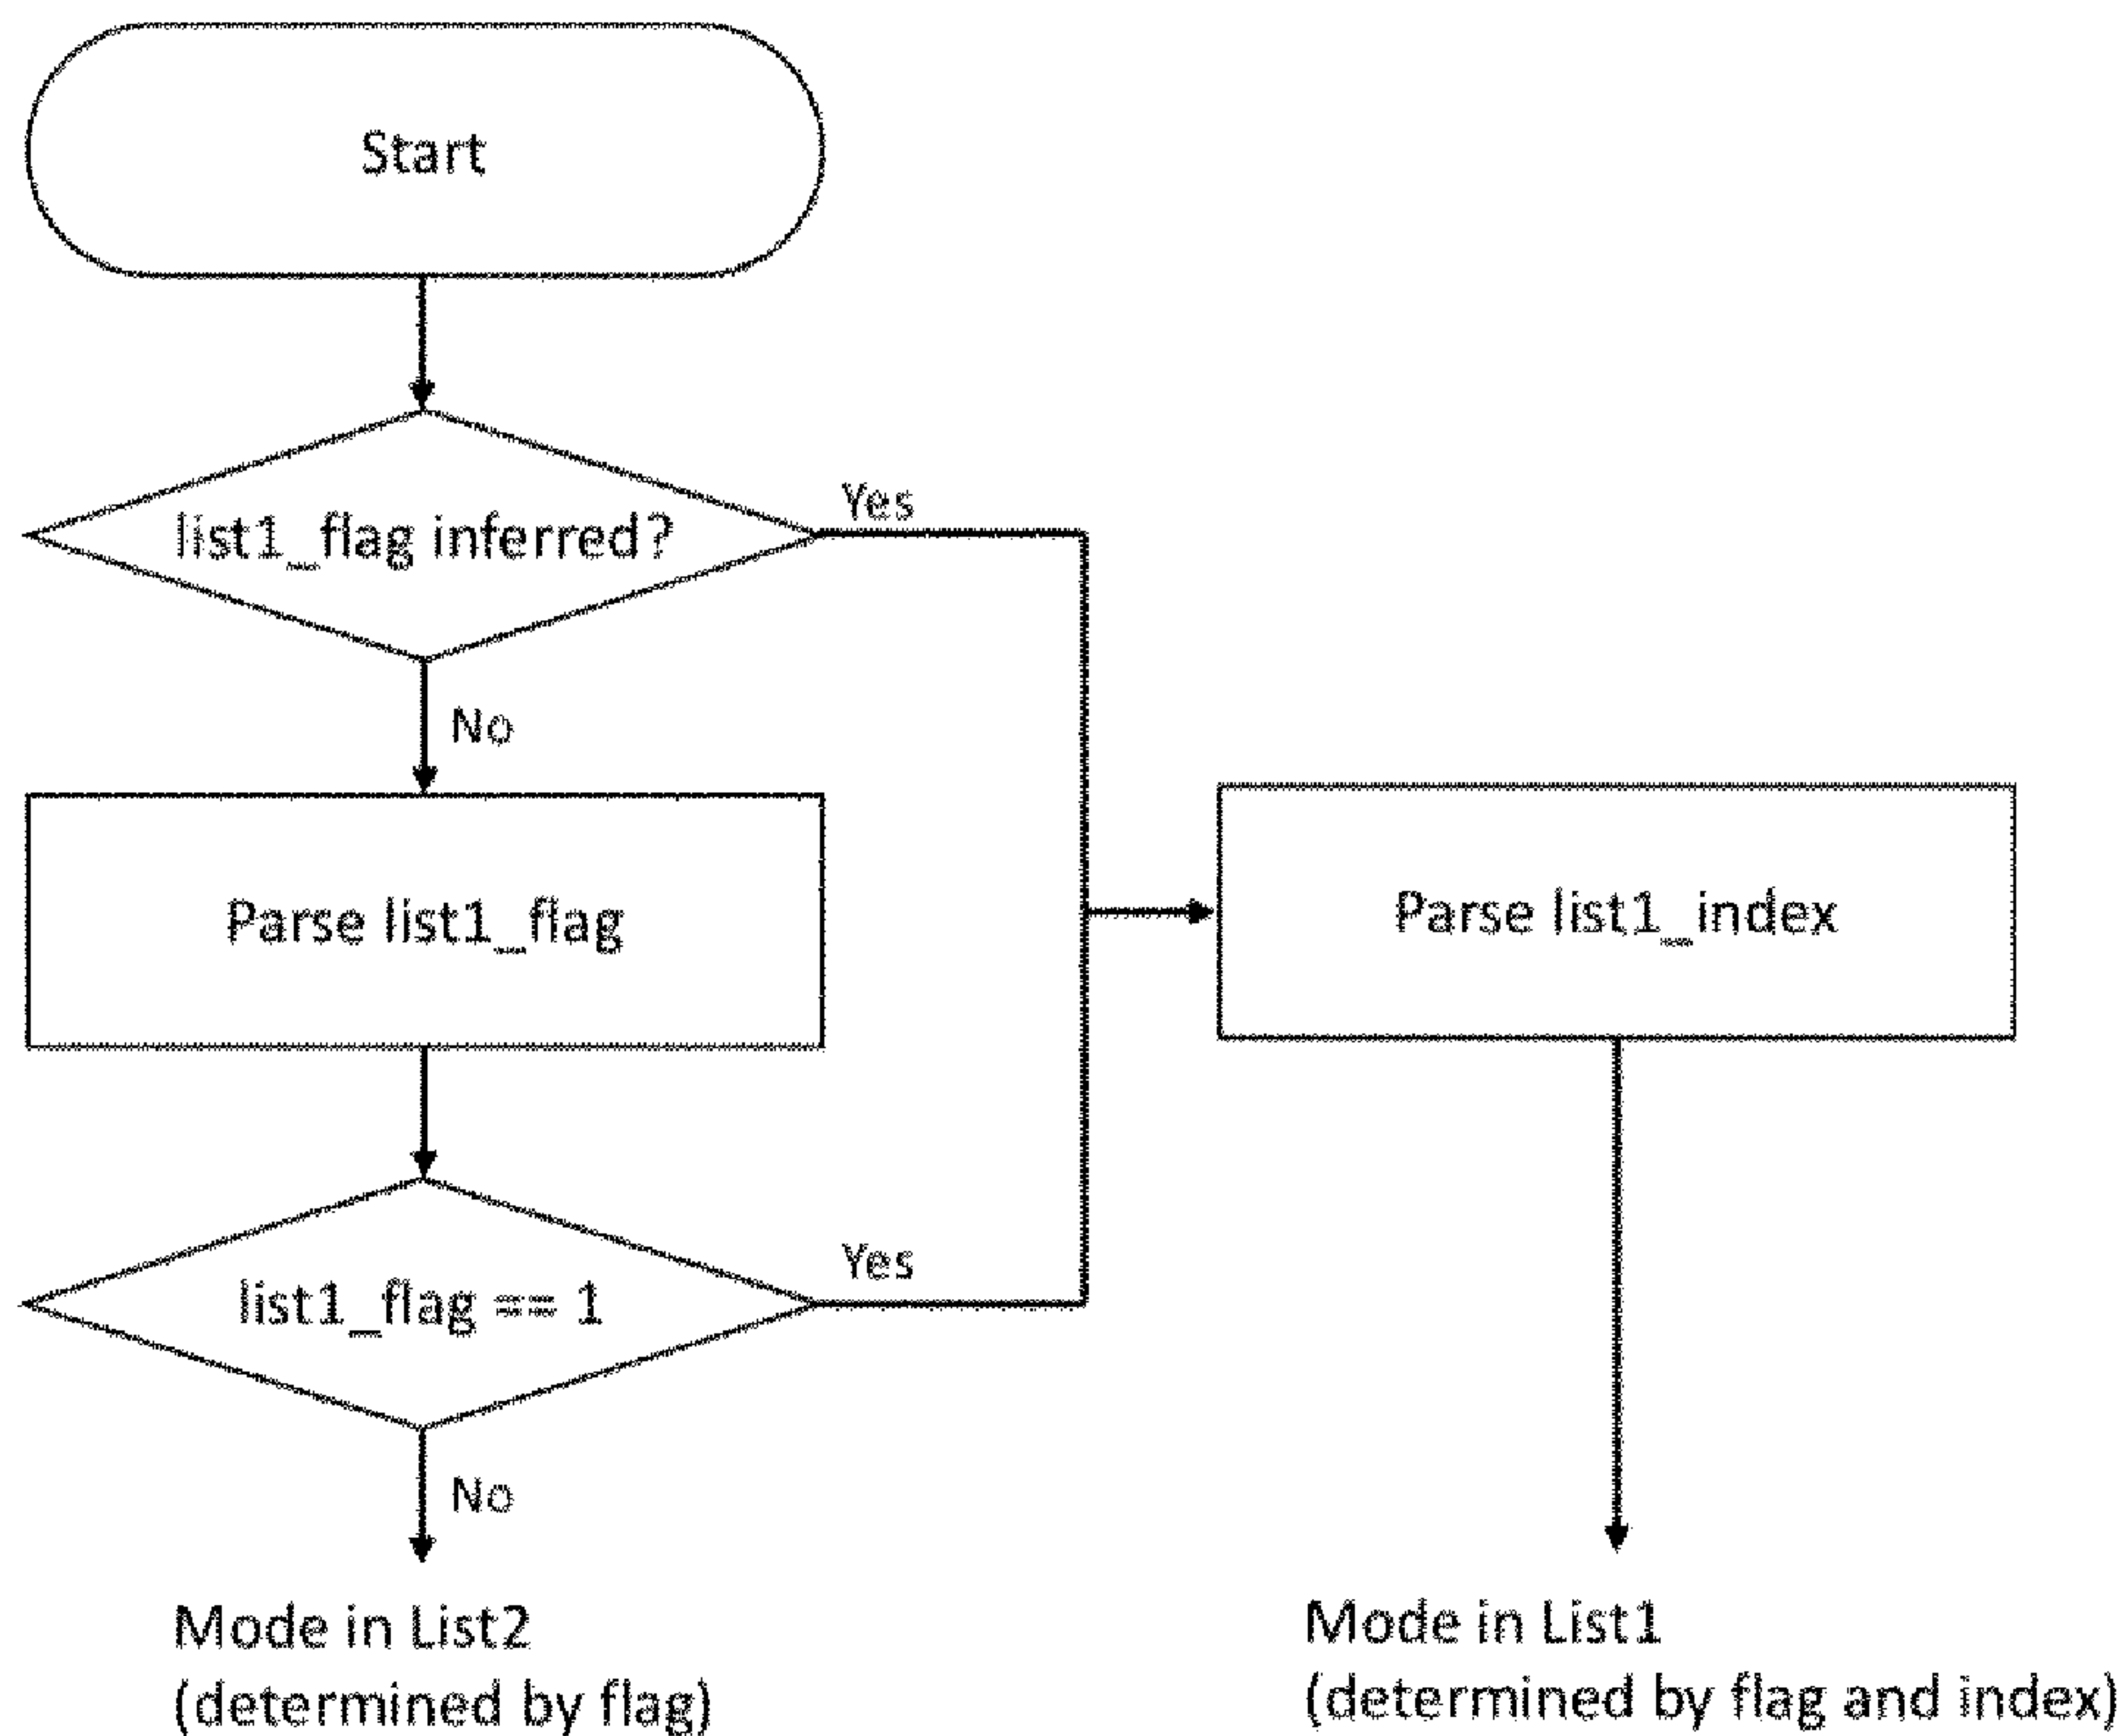 Start
list1_flag inferred?
Yes
No
Parse list1_flag
Parse list1_index
list1_flag == 1
Yes
No
Mode in List2
(determined by flag)
Mode in List1
(determined by flag and index)